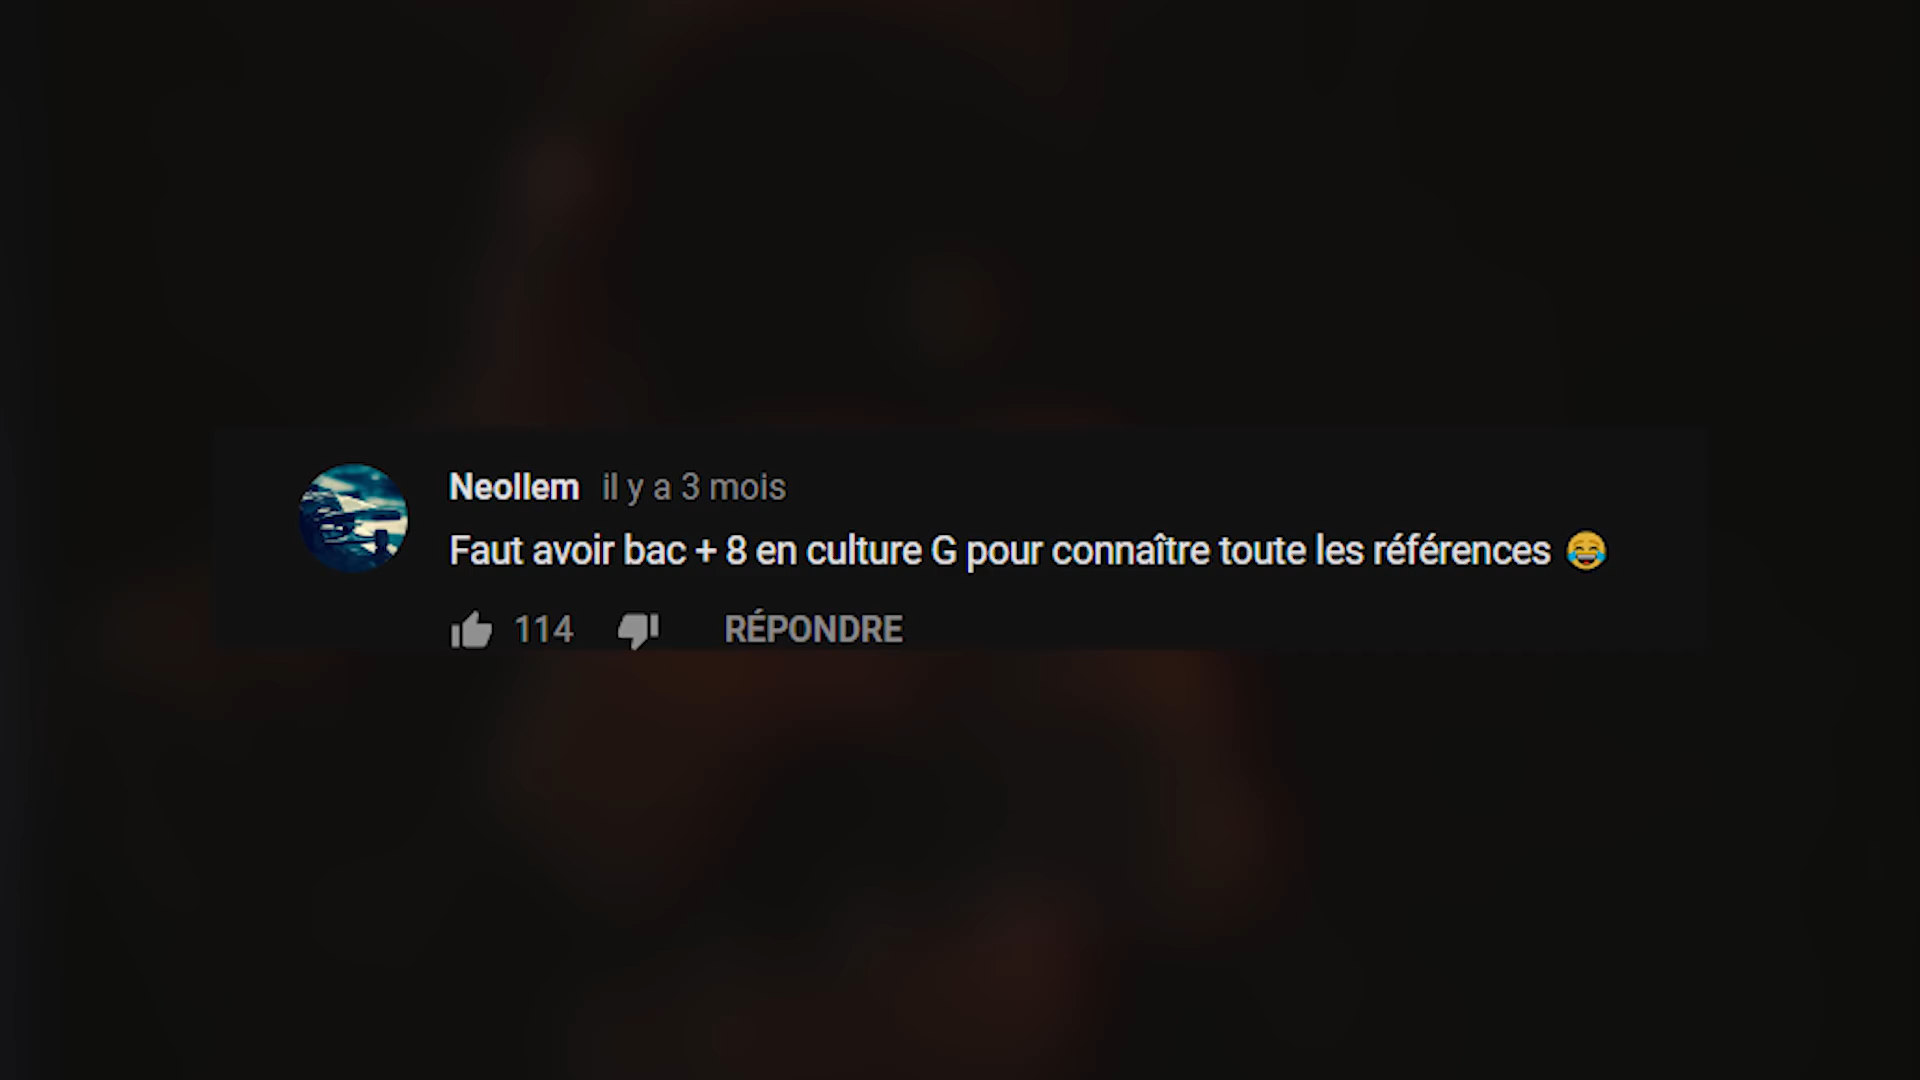 Neollem il y a 3 mois
Faut avoir bac + 8 en culture G pour connaître toute les références 😂
114 RÉPONDRE